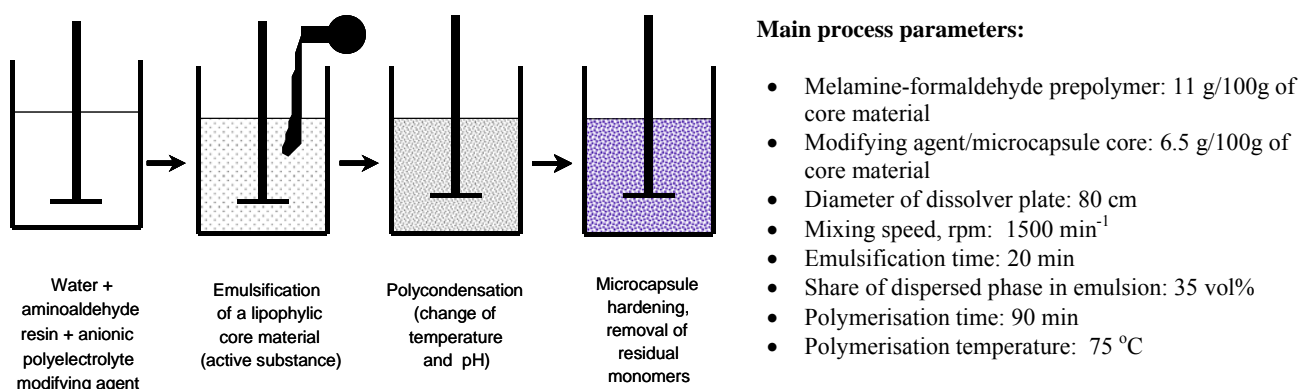 Water +
aminoaldehyde
resin + anionic
polyelectrolyte
modifying agent
Emulsification
of a lipophylic
core material
(active substance)
Polycondensation
(change of
temperature
and pH)
Microcapsule
hardening,
removal of
residual
monomers
Main process parameters:
• Melamine-formaldehyde prepolymer: 11 g/100g of
core material
• Modifying agent/microcapsule core: 6.5 g/100g of
core material
• Diameter of dissolver plate: 80 cm
• Mixing speed, rpm: 1500 min⁻¹
• Emulsification time: 20 min
• Share of dispersed phase in emulsion: 35 vol%
• Polymerisation time: 90 min
• Polymerisation temperature: 75 °C